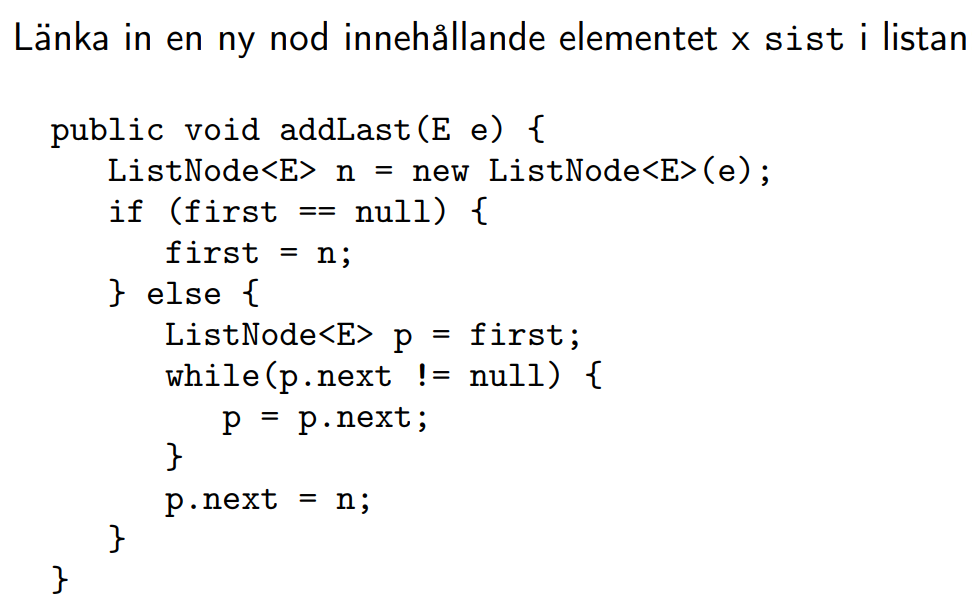 Länka in en ny nod innehållande elementet x sist i listan
public void addLast(E e) {
   ListNode<E> n = new ListNode<E>(e);
   if (first == null) {
      first = n;
   } else {
      ListNode<E> p = first;
      while(p.next != null) {
         p = p.next;
      }
      p.next = n;
   }
}